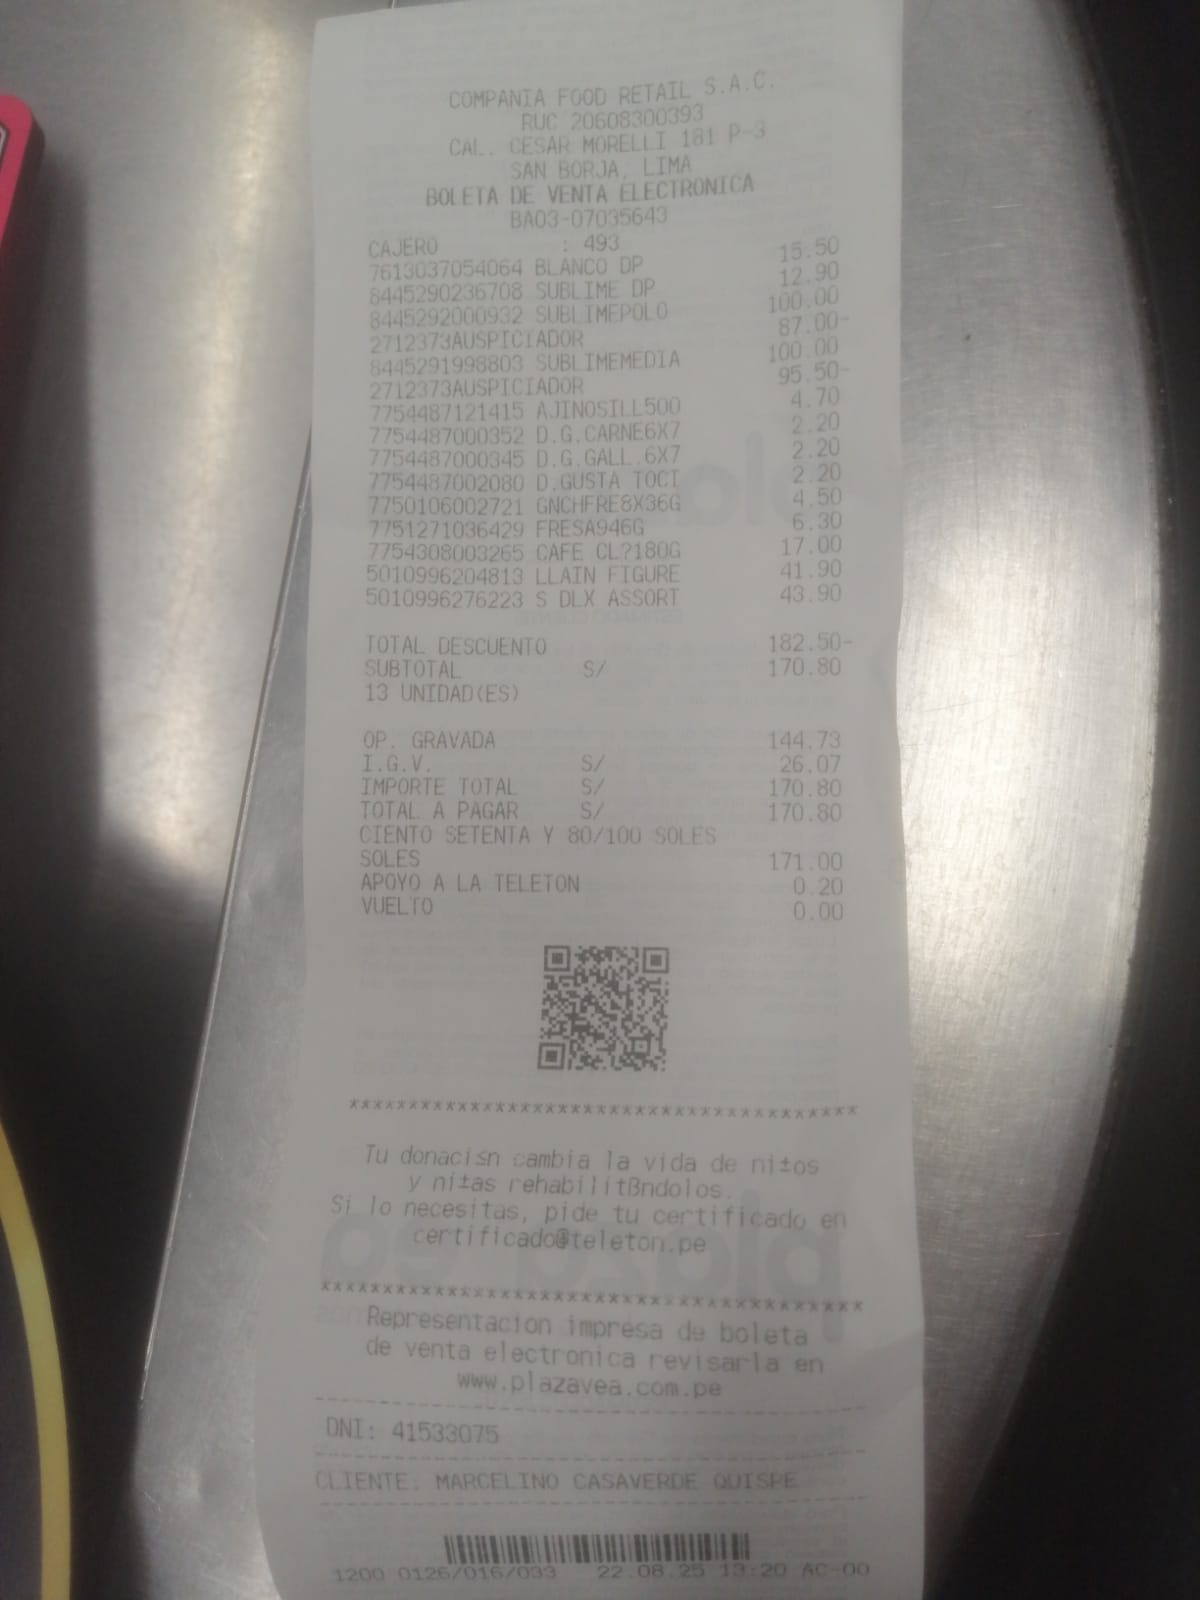 COMPANIA FOOD RETAIL S.A.C.
RUC 20608300393
CAL. CESAR MORELLI 181 P-3
SAN BORJA, LIMA
BOLETA DE VENTA ELECTRONICA
BA03-07035643
CAJERO : 493
7613037054064 BLANCO DP 15.50
8445290236708 SUBLIME DP 12.90
8445292000932 SUBLIMEPOLO 100.00
2712373AUSPICIADOR 87.00-
8445291998803 SUBLIMEMEDIA 100.00
2712373AUSPICIADOR 95.50-
7754487121415 AJINOSILL500 4.70
7754487000352 D.G.CARNE6X7 2.20
7754487000345 D.G.GALL.6X7 2.20
7754487002080 D.GUSTA TOCI 2.20
7750106002721 GNCHFRE8X36G 4.50
7751271036429 FRESA946G 6.30
7754308003265 CAFE CL?180G 17.00
5010996204813 LLAIN FIGURE 41.90
5010996276223 S DLX ASSORT 43.90
TOTAL DESCUENTO 182.50-
SUBTOTAL S/ 170.80
13 UNIDAD(ES)
OP. GRAVADA 144.73
I.G.V. S/ 26.07
IMPORTE TOTAL S/ 170.80
TOTAL A PAGAR S/ 170.80
CIENTO SETENTA Y 80/100 SOLES
SOLES 171.00
APOYO A LA TELETON 0.20
VUELTO 0.00
******************************************
Tu donaci≤n cambia la vida de ni±os
y ni±as rehabilitßndolos.
Si lo necesitas, pide tu certificado en
certificado@teleton.pe
******************************************
Representacion impresa de boleta
de venta electronica revisarla en
www.plazavea.com.pe
DNI: 41533075
CLIENTE: MARCELINO CASAVERDE QUISPE
1200 0126/016/033 22.08.25 13:20 AC-00